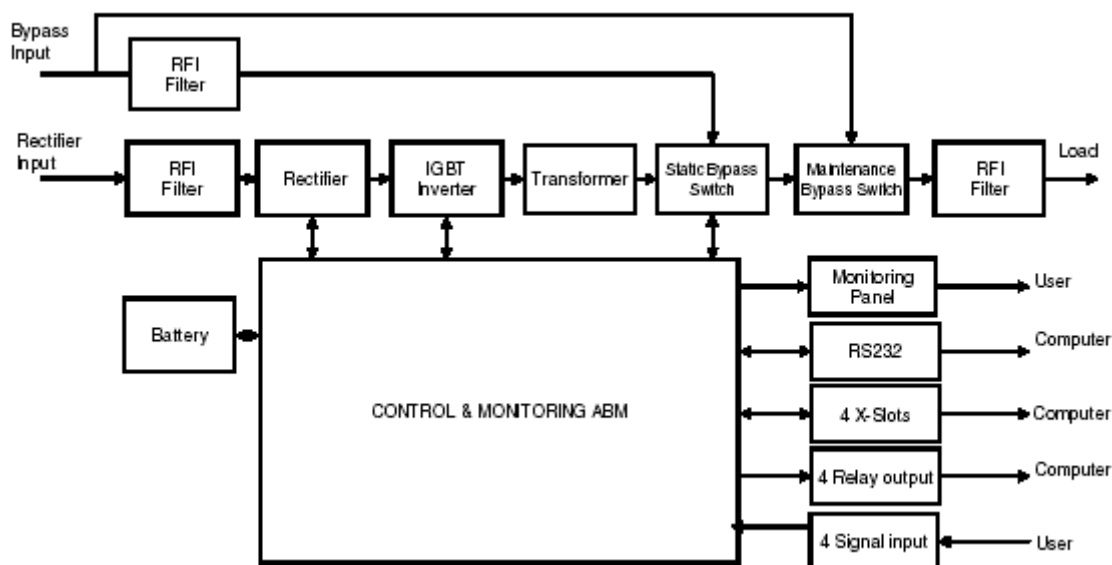 Bypass
Input
RFI
Filter
Rectifier
Input
RFI
Filter
Rectifier
IGBT
Inverter
Transformer
Static Bypass
Switch
Maintenance
Bypass Switch
RFI
Filter
Load
Monitoring
Panel
User
Battery
RS232
Computer
CONTROL & MONITORING ABM
4 X-Slots
Computer
4 Relay output
Computer
4 Signal input
User